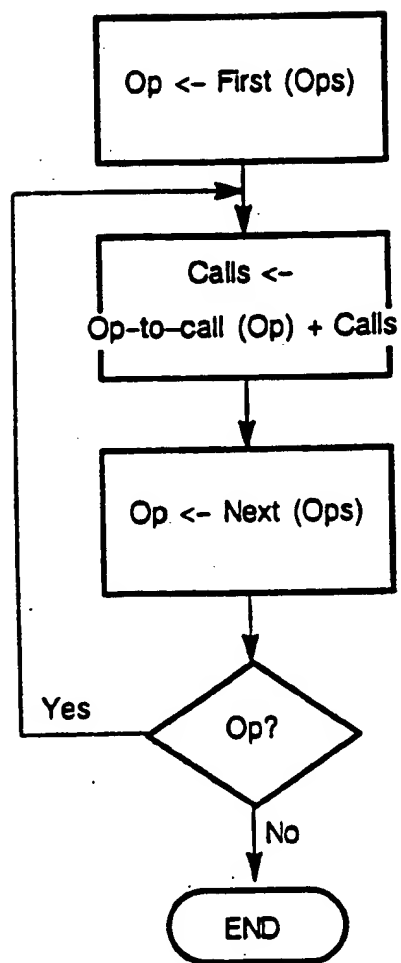 Op <- First (Ops)
Calls <-
Op-to-call (Op) + Calls
Op <- Next (Ops)
Yes
Op?
No
END